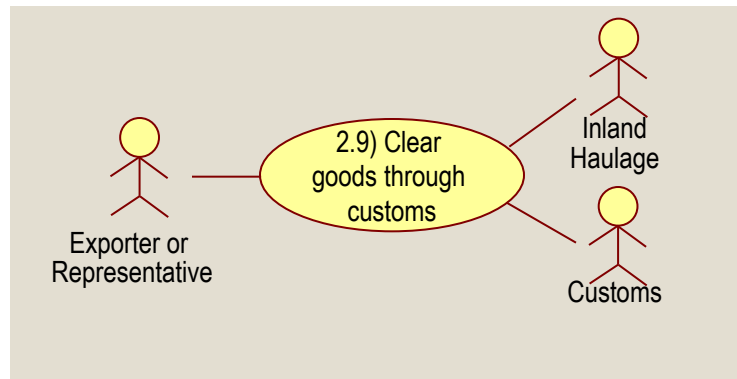 Exporter or
Representative
2.9) Clear
goods through
customs
Inland
Haulage
Customs